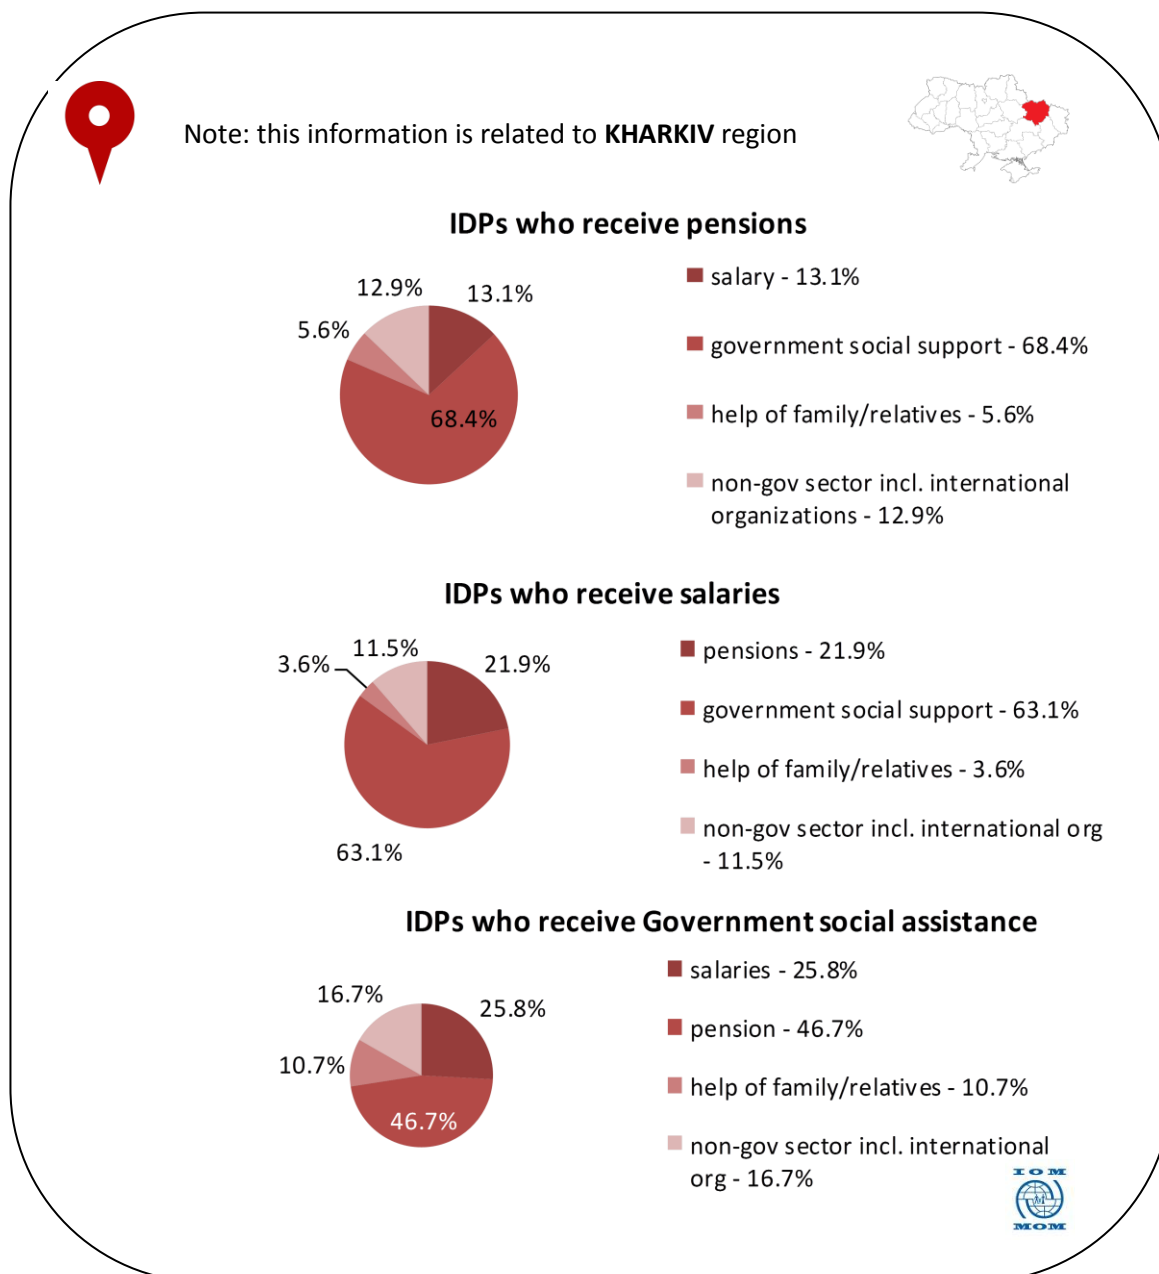 Note: this information is related to KHARKIV region
IDPs who receive pensions
12.9%
13.1%
5.6%
68.4%
salary - 13.1%
government social support - 68.4%
help of family/relatives - 5.6%
non-gov sector incl. international
organizations - 12.9%
IDPs who receive salaries
11.5%
3.6%
21.9%
63.1%
pensions - 21.9%
government social support - 63.1%
help of family/relatives - 3.6%
non-gov sector incl. international org
- 11.5%
IDPs who receive Government social assistance
16.7%
25.8%
10.7%
46.7%
salaries - 25.8%
pension - 46.7%
help of family/relatives - 10.7%
non-gov sector incl. international
org - 16.7%
IOM
MOM